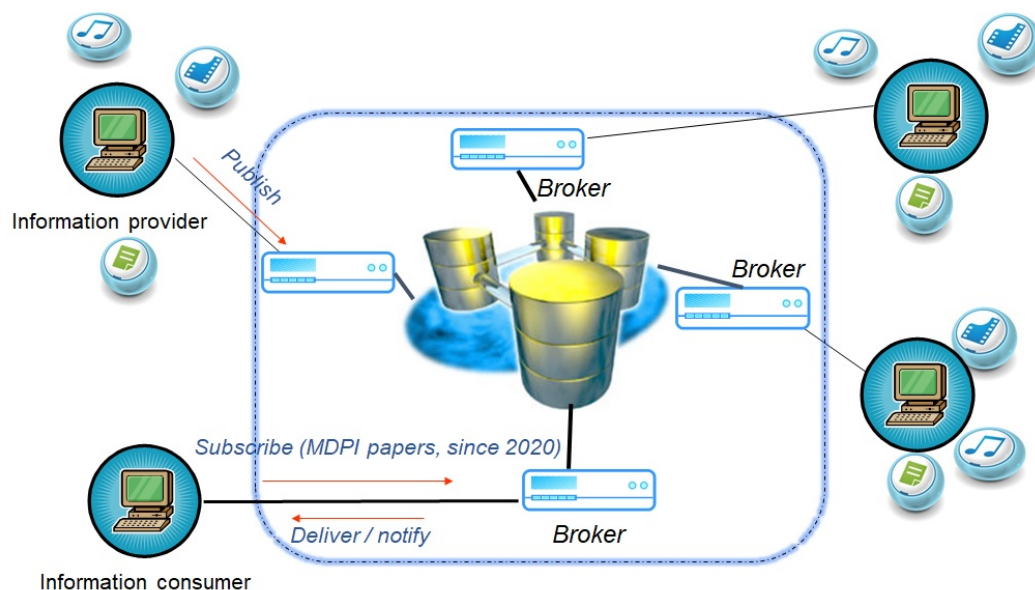 Publish
Information provider
Broker
Broker
Subscribe (MDPI papers, since 2020)
Deliver / notify
Broker
Information consumer